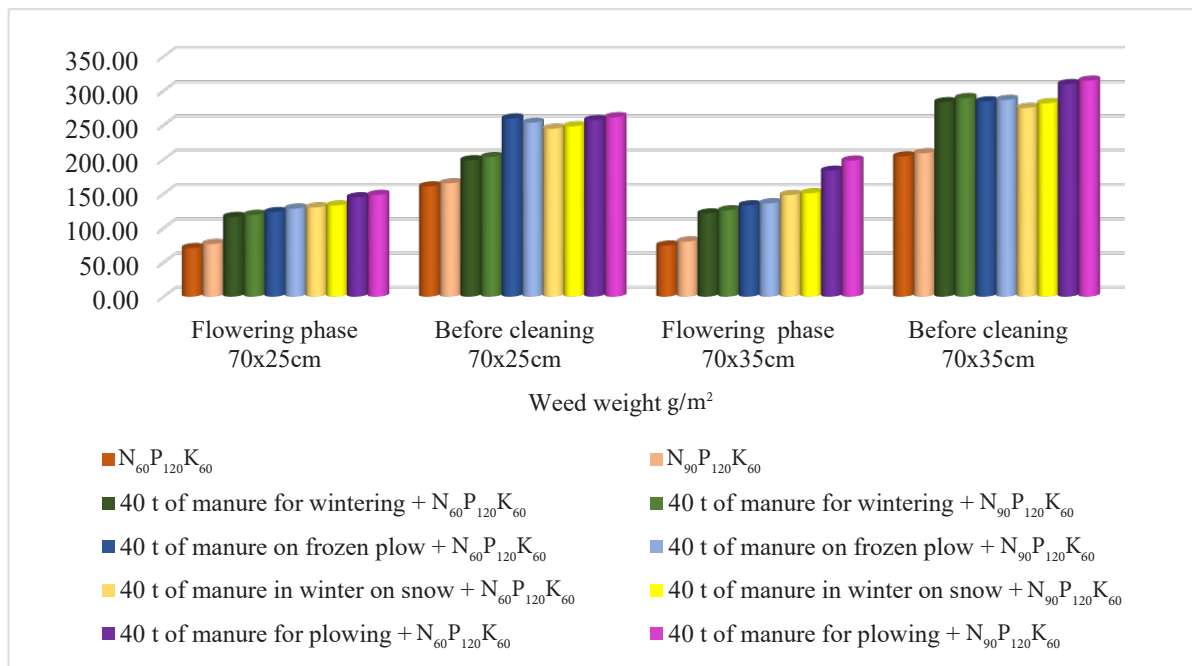 350.00
300.00
250.00
200.00
150.00
100.00
50.00
0.00
Flowering phase
70x25cm
Before cleaning
70x25cm
Flowering phase
70x35cm
Before cleaning
70x35cm
Weed weight g/m²
N₆₀P₁₂₀K₆₀
N₉₀P₁₂₀K₆₀
40 t of manure for wintering + N₆₀P₁₂₀K₆₀
40 t of manure for wintering + N₉₀P₁₂₀K₆₀
40 t of manure on frozen plow + N₆₀P₁₂₀K₆₀
40 t of manure on frozen plow + N₉₀P₁₂₀K₆₀
40 t of manure in winter on snow + N₆₀P₁₂₀K₆₀
40 t of manure in winter on snow + N₉₀P₁₂₀K₆₀
40 t of manure for plowing + N₆₀P₁₂₀K₆₀
40 t of manure for plowing + N₉₀P₁₂₀K₆₀